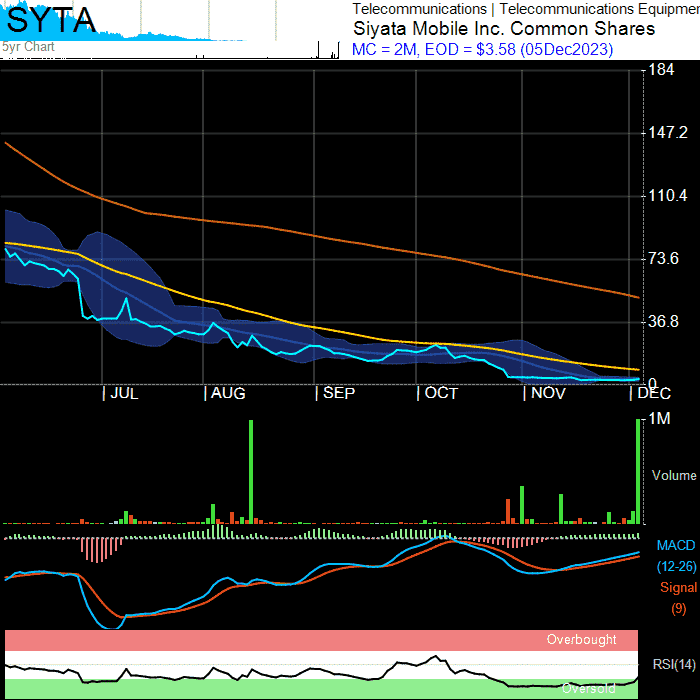 SYTA
5yr Chart
Telecommunications | Telecommunications Equipmen
Siyata Mobile Inc. Common Shares
MC = 2M, EOD = $3.58 (05Dec2023)
184
147.2
110.4
73.6
36.8
0
JUL AUG SEP OCT NOV DEC
1M
Volume
MACD
(12-26)
Signal
(9)
Overbought
RSI(14)
Oversold